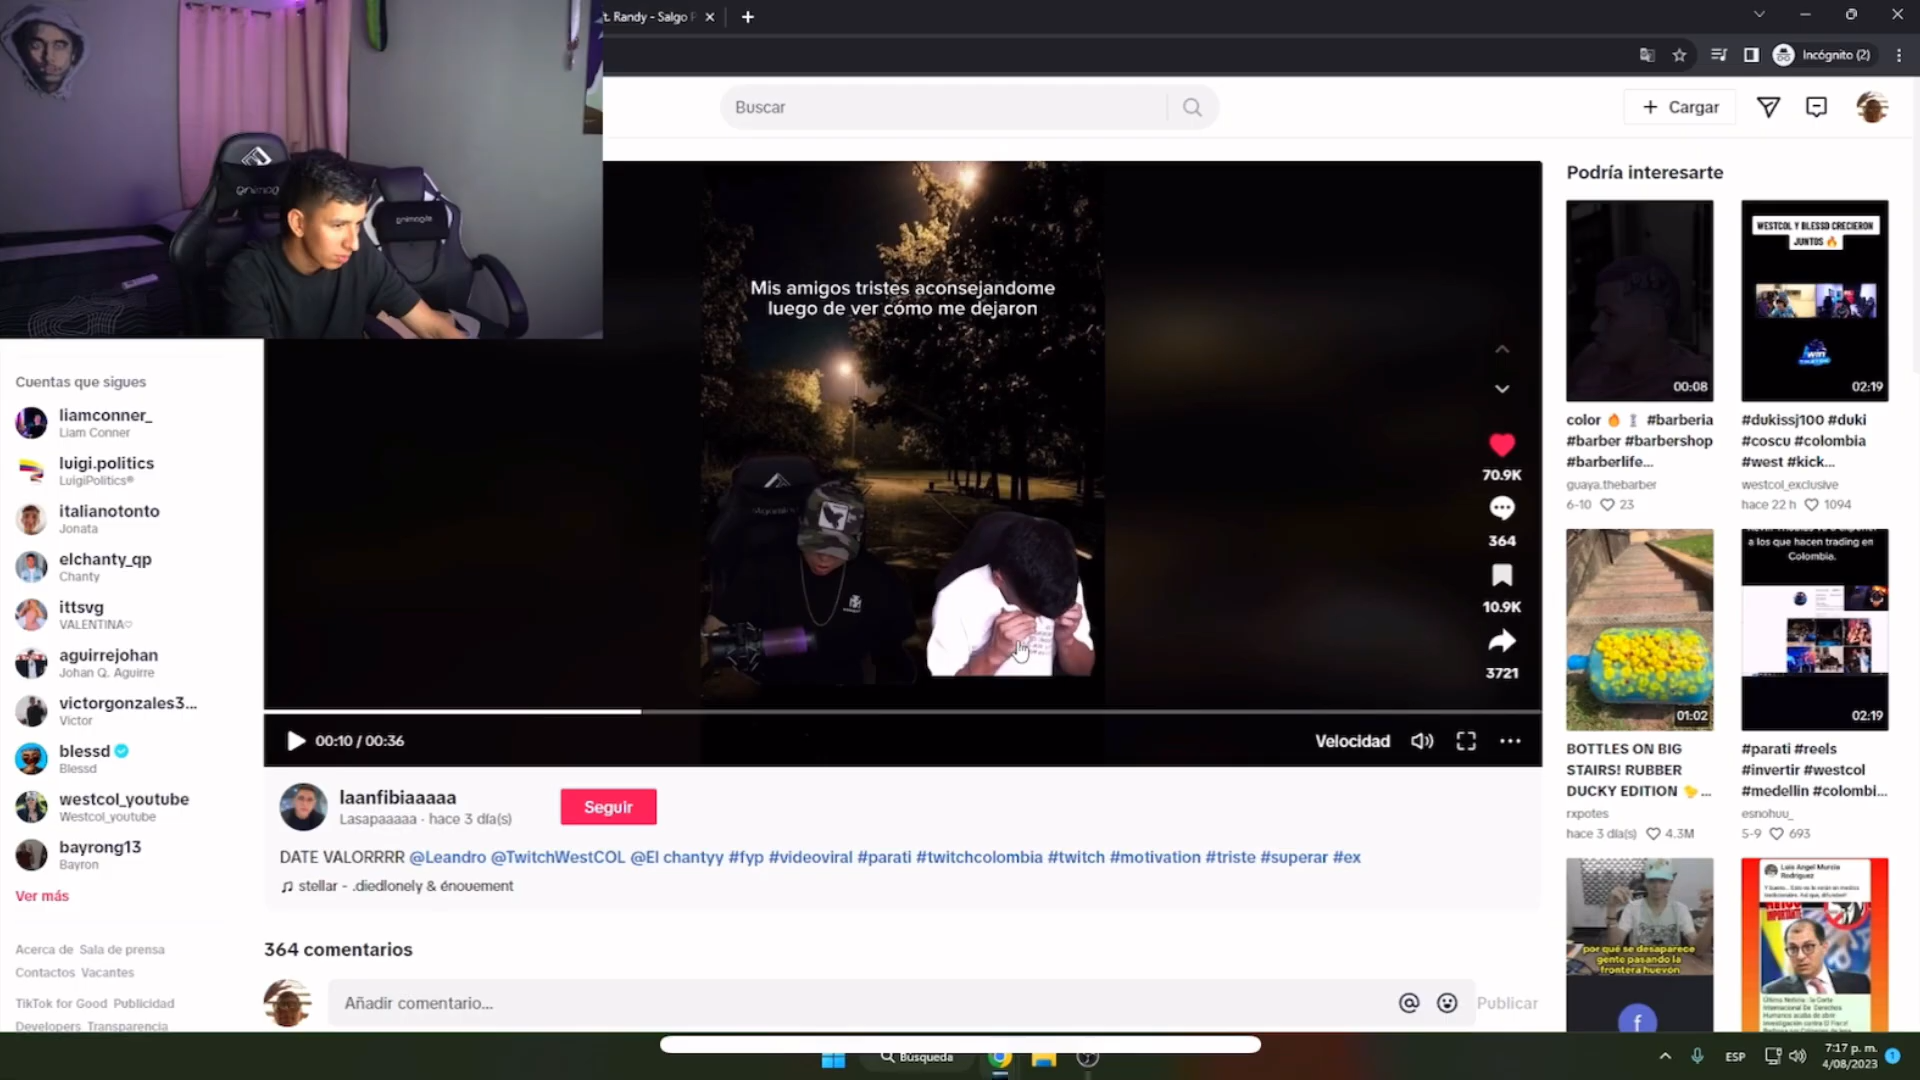 t. Randy - Salgo P
Incógnito (2)
Buscar
Cargar
Mis amigos tristes aconsejandome
luego de ver cómo me dejaron
70.9K
364
10.9K
3721
00:10 / 00:36
Velocidad
Cuentas que sigues
liamconner_
Liam Conner
luigi.politics
LuigiPolitics®
italianotonto
Jonata
elchanty_qp
Chanty
ittsvg
VALENTINA♡
aguirrejohan
Johan Q. Aguirre
victorgonzales3...
Victor
blessd
Blessd
westcol_youtube
Westcol_youtube
bayrong13
Bayron
Ver más
Acerca de Sala de prensa
Contactos Vacantes
TikTok for Good Publicidad
Developers Transparencia
laanfibiaaaaa
Lasapaaaaa · hace 3 día(s)
Seguir
DATE VALORRRR @Leandro @TwitchWestCOL @El chantyy #fyp #videoviral #parati #twitchcolombia #twitch #motivation #triste #superar #ex
♫ stellar - .diedlonely & énouement
364 comentarios
Añadir comentario...
Publicar
Podría interesarte
00:08
color 🔥 💈 #barberia
#barber #barbershop
#barberlife...
guaya.thebarber
6-10 ♡ 23
WESTCOL Y BLESSD CRECIERON
JUNTOS 🔥
02:19
#dukissj100 #duki
#coscu #colombia
#west #kick...
westcol_exclusive
hace 22 h ♡ 1094
01:02
BOTTLES ON BIG
STAIRS! RUBBER
DUCKY EDITION 🐤...
rxpotes
hace 3 día(s) ♡ 4.3M
a los que hacen trading en
Colombia.
02:19
#parati #reels
#invertir #westcol
#medellin #colombi...
esnohuu_
5-9 ♡ 693
por qué se desaparece
gente pasando la
frontera huevón
Luis Angel Murcia
Rodriguez
Búsqueda
ESP
7:17 p. m.
4/08/2023
1